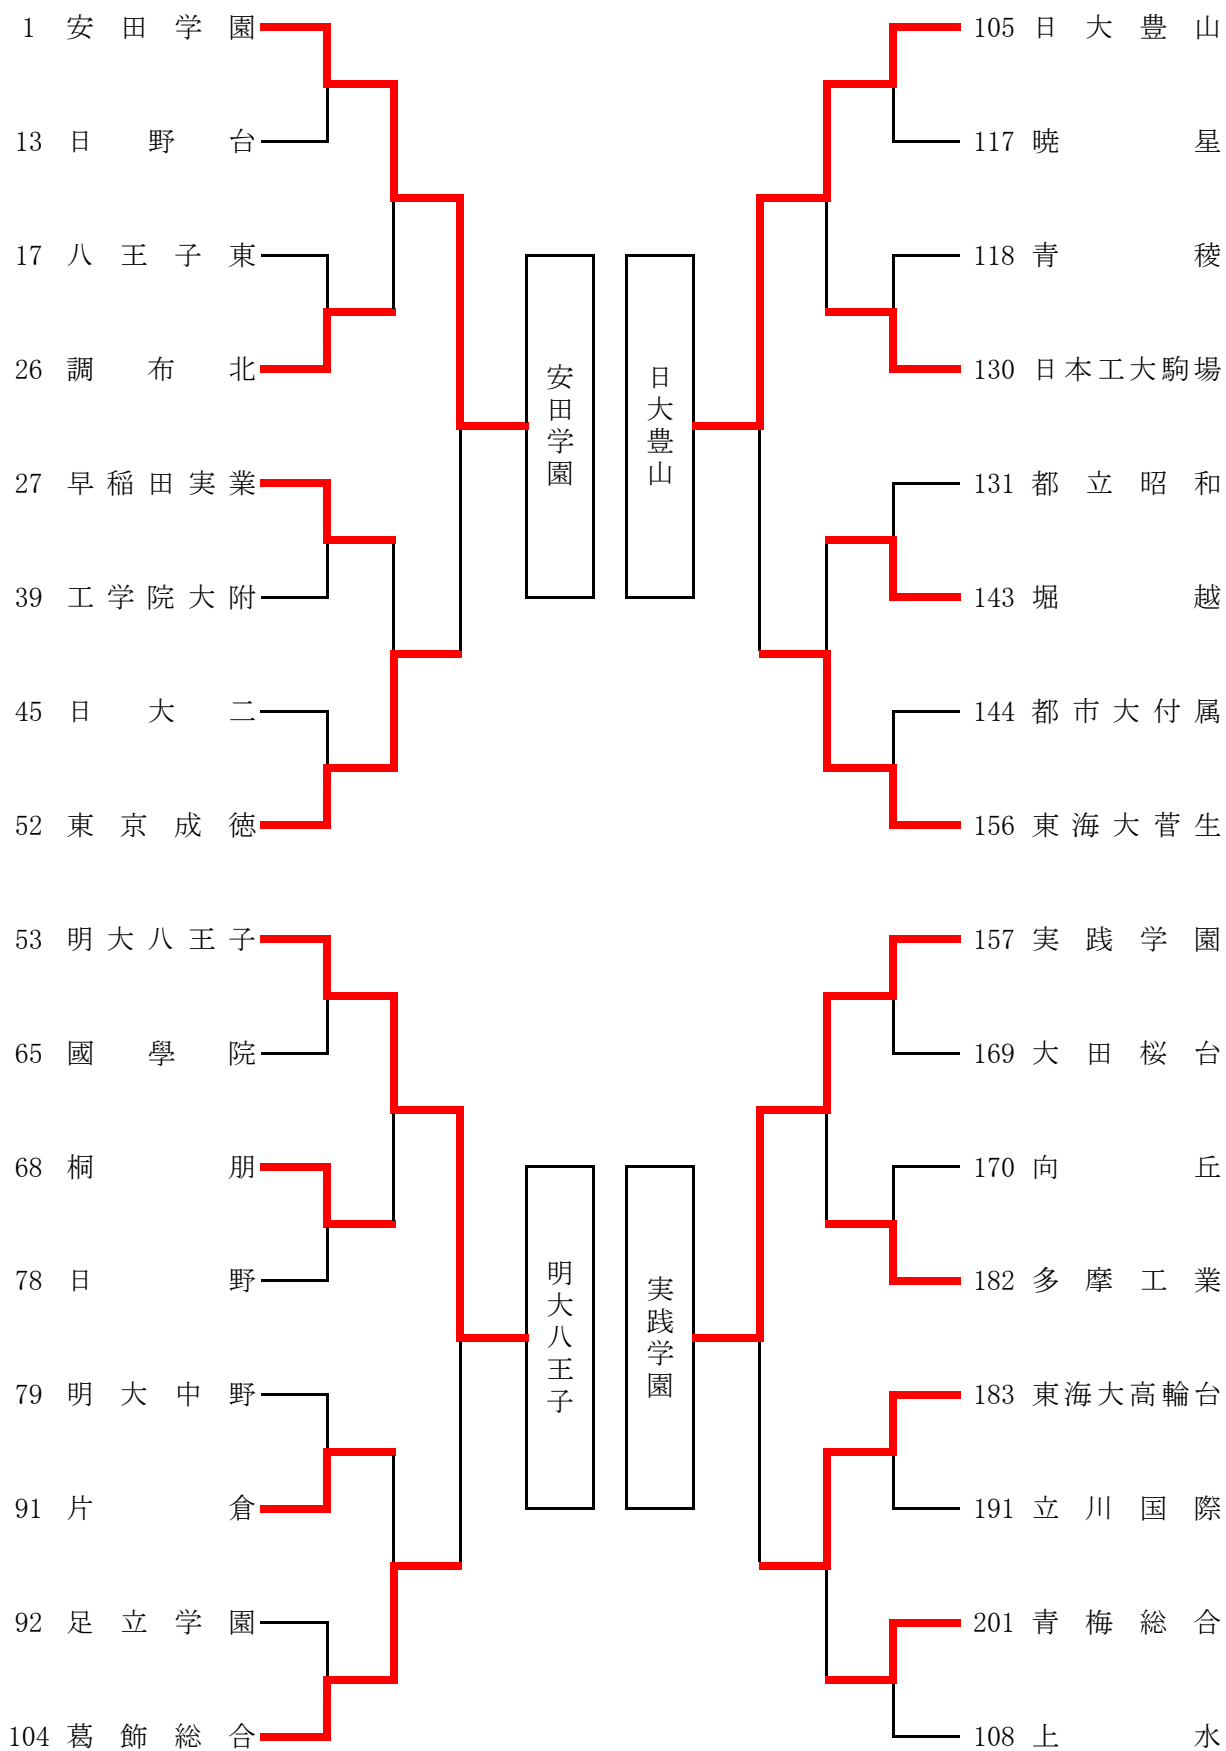 1 安田学園
13 日野台
17 八王子東
26 調布北
27 早稲田実業
39 工学院大附
45 日大二
52 東京成徳
53 明大八王子
65 國學院
68 桐朋
78 日野
79 明大中野
91 片倉
92 足立学園
104 葛飾総合
安田学園
明大八王子
日大豊山
実践学園
105 日大豊山
117 暁星
118 青稜
130 日本工大駒場
131 都立昭和
143 堀越
144 都市大付属
156 東海大菅生
157 実践学園
169 大田桜台
170 向丘
182 多摩工業
183 東海大高輪台
191 立川国際
201 青梅総合
108 上水